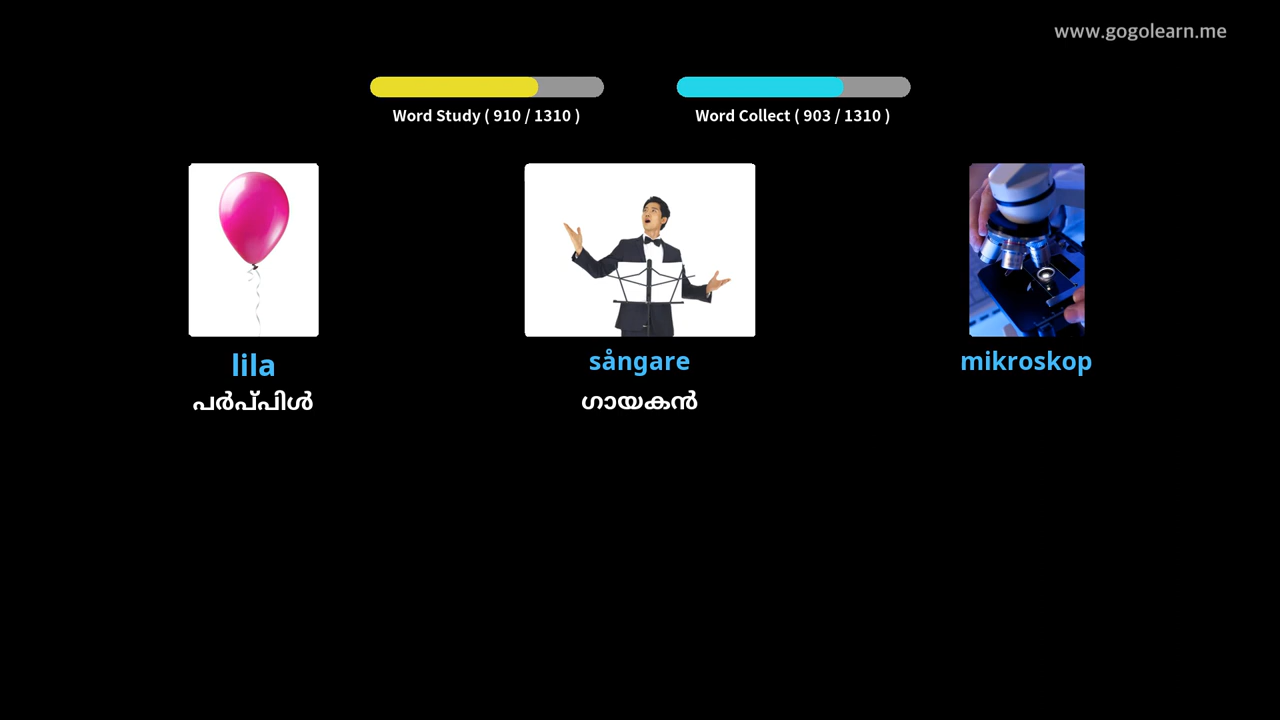 www.gogolearn.me
Word Study ( 910 / 1310 )
Word Collect ( 903 / 1310 )
lila
sångare
mikroskop
പർപ്പിൾ
ഗായകൻ